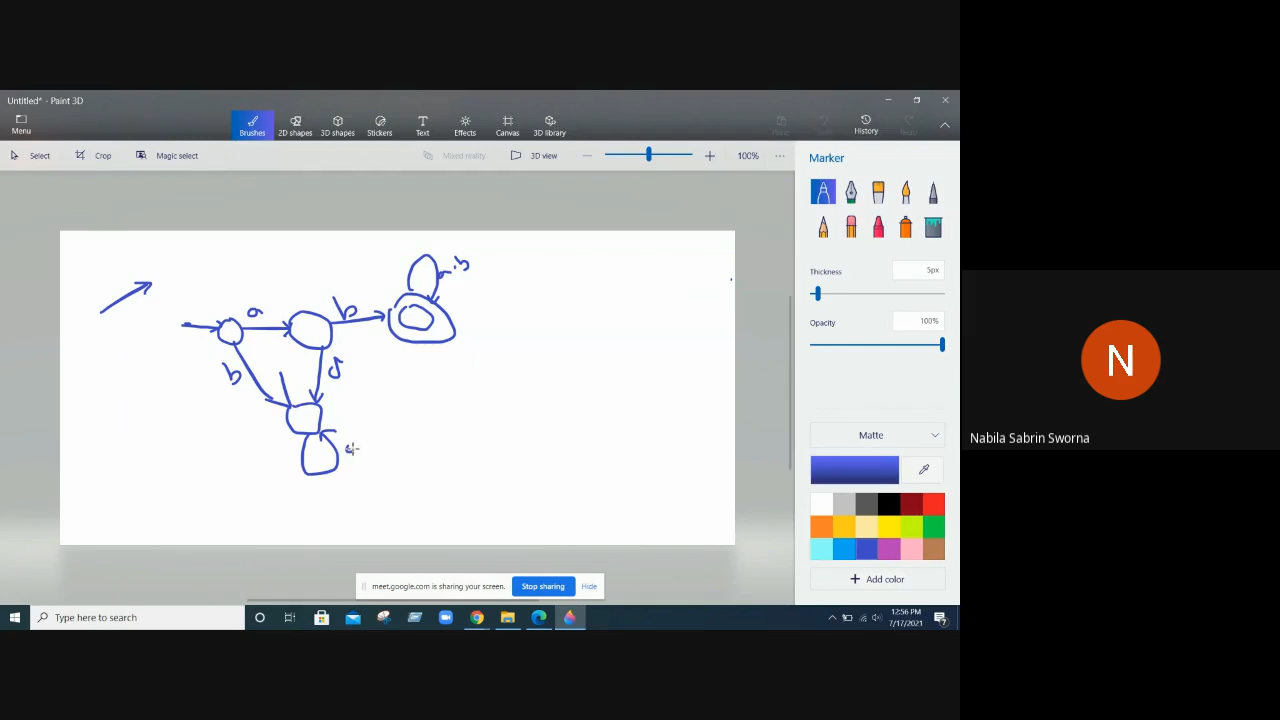 Untitled* - Paint 3D
Menu
Brushes
2D shapes
3D shapes
Stickers
Text
Effects
Canvas
3D library
History
Select
Crop
Magic select
Mixed reality
3D view
100%
Marker
Thickness
5px
Opacity
100%
Matte
Add color
a
b
b
meet.google.com is sharing your screen.
Stop sharing
Hide
Type here to search
12:56 PM
7/17/2021
N
Nabila Sabrin Sworna